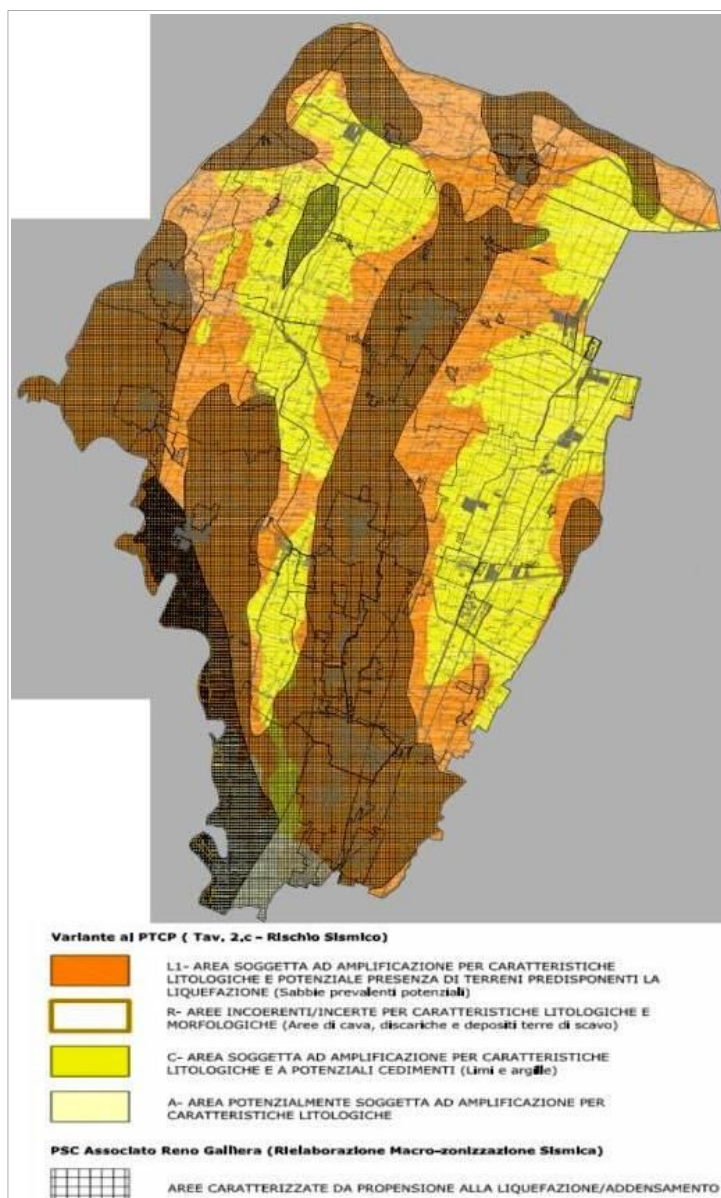 Variante al PTCP ( Tav. 2.c – Rischio Sismico)
L1- AREA SOGGETTA AD AMPLIFICAZIONE PER CARATTERISTICHE
LITOLOGICHE E POTENZIALE PRESENZA DI TERRENI PREDISPONENTI LA
LIQUEFAZIONE (Sabbie prevalenti potenziali)
R- AREE INCOERENTI/INCERTE PER CARATTERISTICHE LITOLOGICHE E
MORFOLOGICHE (Aree di cava, discariche e depositi terre di scavo)
C- AREA SOGGETTA AD AMPLIFICAZIONE PER CARATTERISTICHE
LITOLOGICHE E A POTENZIALI CEDIMENTI (Limi e argille)
A- AREA POTENZIALMENTE SOGGETTA AD AMPLIFICAZIONE PER
CARATTERISTICHE LITOLOGICHE
PSC Associato Reno Galliera (Rielaborazione Macro-zonizzazione Sismica)
AREE CARATTERIZZATE DA PROPENSIONE ALLA LIQUEFAZIONE/ADDENSAMENTO